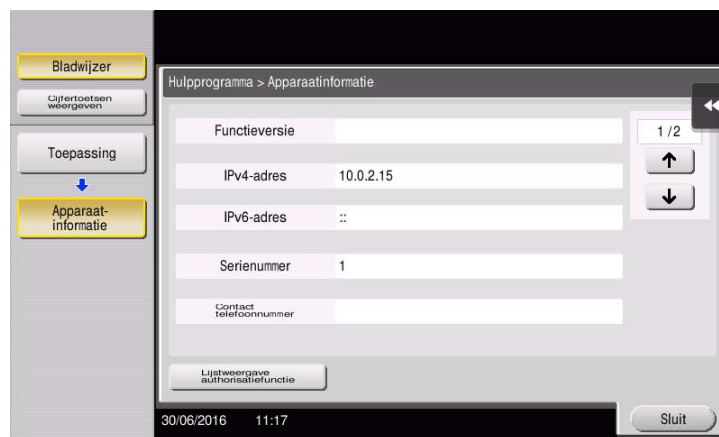 Bladwijzer
Cijfertoetsen
weergeven
Toepassing
Apparaat-
informatie
Hulpprogramma > Apparaatinformatie
Functieversie
1/2
IPv4-adres 10.0.2.15
IPv6-adres ::
Serienummer 1
Contact
telefoonnummer
Lijstweergave
authorisatiefunctie
30/06/2016 11:17
Sluit